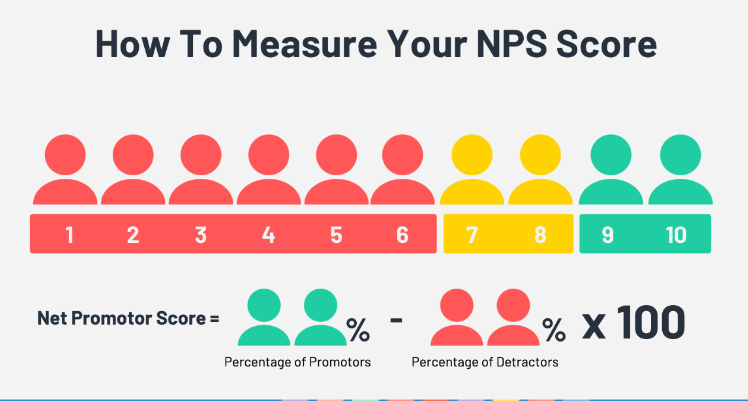 How To Measure Your NPS Score
1 2 3 4 5 6 7 8 9 10
Net Promotor Score = % - % x 100
Percentage of Promotors Percentage of Detractors